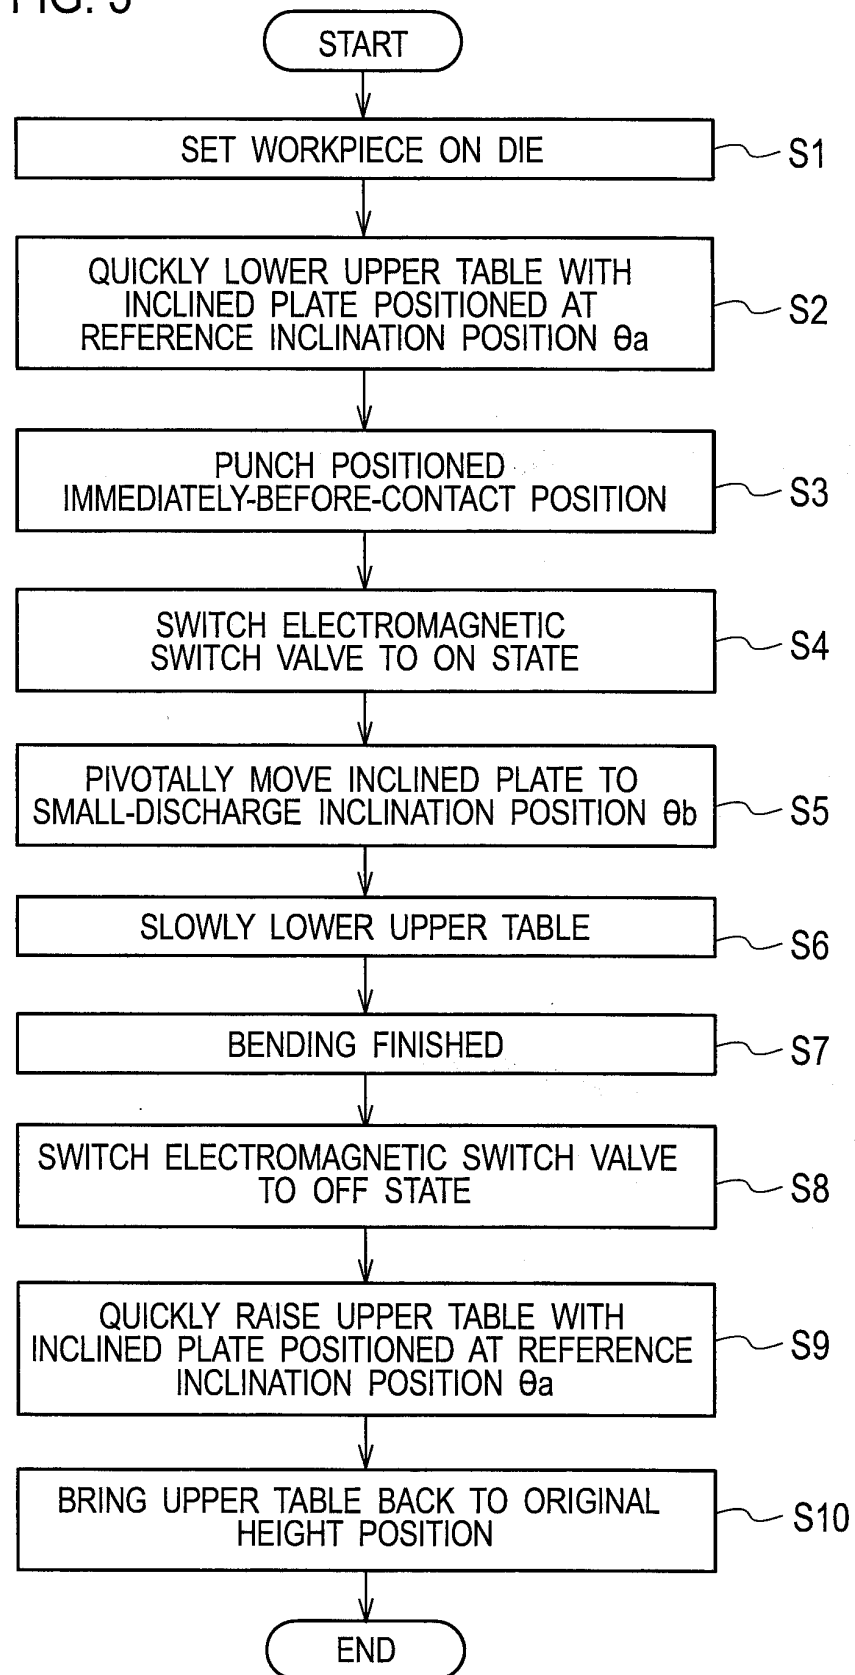 START
SET WORKPIECE ON DIE
S1
QUICKLY LOWER UPPER TABLE WITH
INCLINED PLATE POSITIONED AT
REFERENCE INCLINATION POSITION θa
S2
PUNCH POSITIONED
IMMEDIATELY-BEFORE-CONTACT POSITION
S3
SWITCH ELECTROMAGNETIC
SWITCH VALVE TO ON STATE
S4
PIVOTALLY MOVE INCLINED PLATE TO
SMALL-DISCHARGE INCLINATION POSITION θb
S5
SLOWLY LOWER UPPER TABLE
S6
BENDING FINISHED
S7
SWITCH ELECTROMAGNETIC SWITCH VALVE
TO OFF STATE
S8
QUICKLY RAISE UPPER TABLE WITH
INCLINED PLATE POSITIONED AT REFERENCE
INCLINATION POSITION θa
S9
BRING UPPER TABLE BACK TO ORIGINAL
HEIGHT POSITION
S10
END